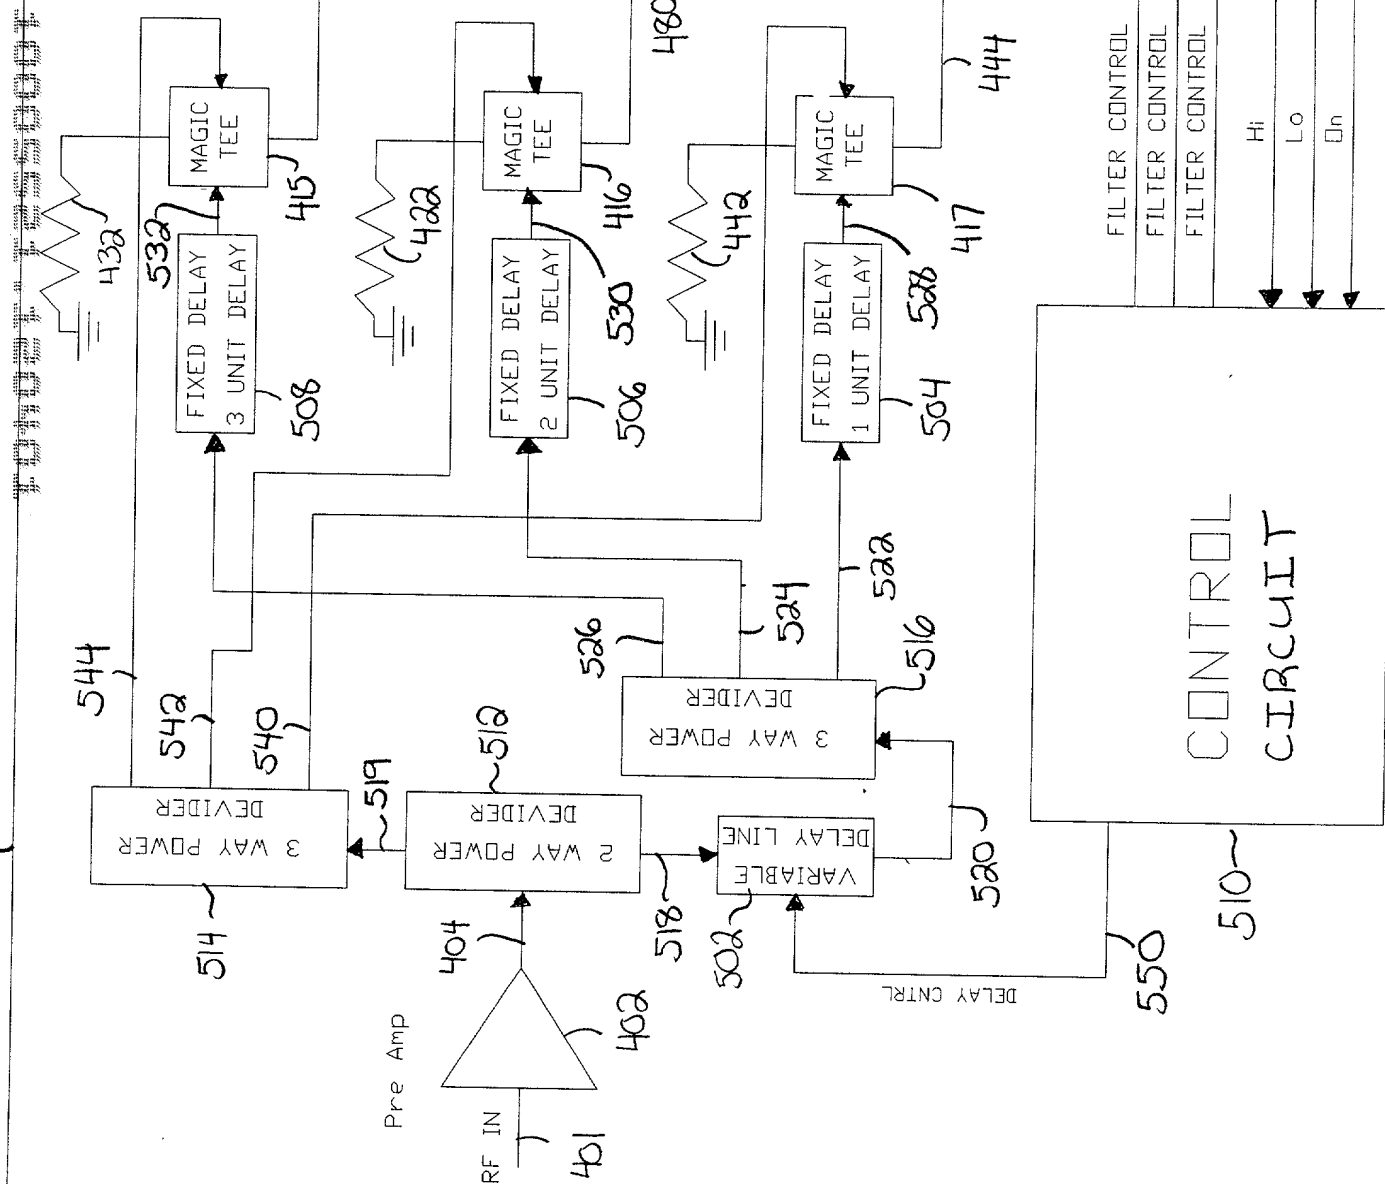 RF IN
401
Pre Amp
402
404
2 WAY POWER
DEVIDER
512
519
518
3 WAY POWER
DEVIDER
514
544
542
540
VARIABLE
DELAY LINE
502
520
DELAY CNTRL
550
3 WAY POWER
DEVIDER
516
526
524
522
FIXED DELAY
3 UNIT DELAY
508
532
MAGIC
TEE
415
432
FIXED DELAY
2 UNIT DELAY
506
530
MAGIC
TEE
416
422
480
FIXED DELAY
1 UNIT DELAY
504
528
MAGIC
TEE
417
442
444
CONTROL
CIRCUIT
510
FILTER CONTROL
FILTER CONTROL
FILTER CONTROL
Hi
Lo
On